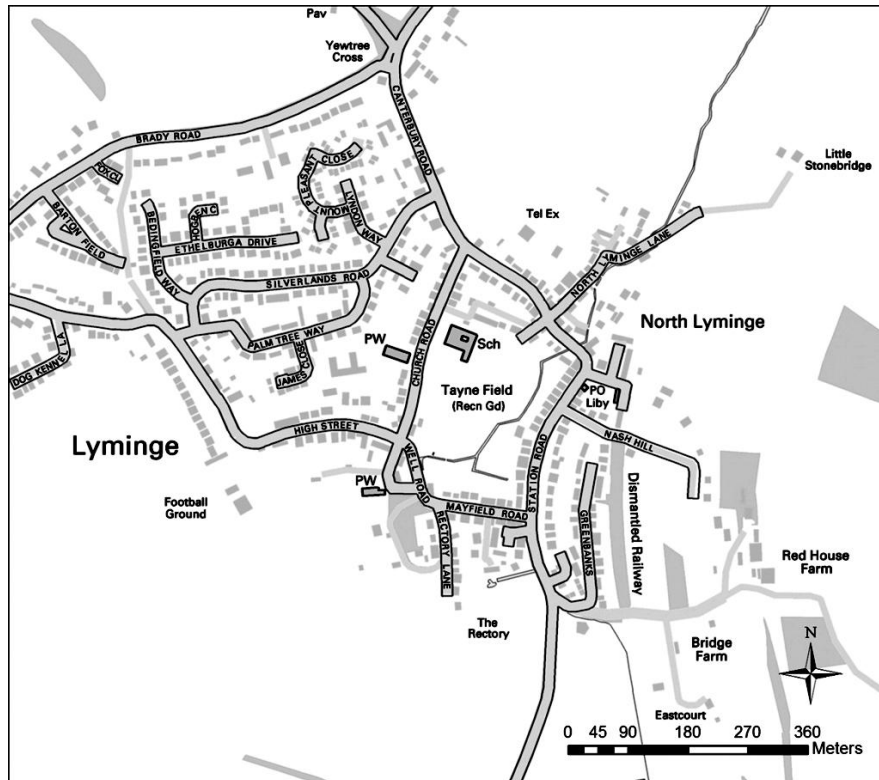 Pav
Yewtree
Cross
CANTERBURY ROAD
BRADY ROAD
FOX CL
BARTON FIELD
BEDINGFIELD WAY
HOGBEN C
ETHELBURGA DRIVE
MOUNT PLEASANT CLOSE
WAY
SILVERLANDS ROAD
PALM TREE WAY
JAMES CLOSE
DOG KENNEL LA
Little
Stonebridge
Tel Ex
NORTH LYMINGE LANE
North Lyminge
PW
CHURCH ROAD
Sch
Tayne Field
(Recn Gd)
PO
Liby
NASH HILL
Lyminge
HIGH STREET
WELL ROAD
PW
Football
Ground
MAYFIELD ROAD
RECTORY LANE
STATION ROAD
GREENBANKS
Dismantled Railway
Red House
Farm
The
Rectory
Bridge
Farm
Eastcourt
N
0 45 90 180 270 360
Meters